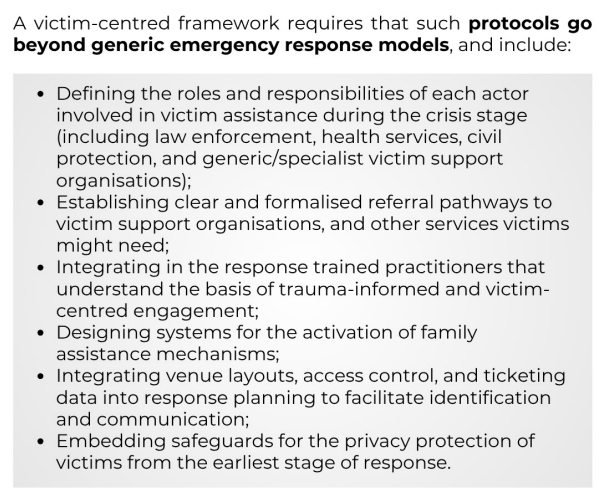 A victim-centred framework requires that such protocols go
beyond generic emergency response models, and include:
• Defining the roles and responsibilities of each actor
involved in victim assistance during the crisis stage
(including law enforcement, health services, civil
protection, and generic/specialist victim support
organisations);
• Establishing clear and formalised referral pathways to
victim support organisations, and other services victims
might need;
• Integrating in the response trained practitioners that
understand the basis of trauma-informed and victim-
centred engagement;
• Designing systems for the activation of family
assistance mechanisms;
• Integrating venue layouts, access control, and ticketing
data into response planning to facilitate identification
and communication;
• Embedding safeguards for the privacy protection of
victims from the earliest stage of response.